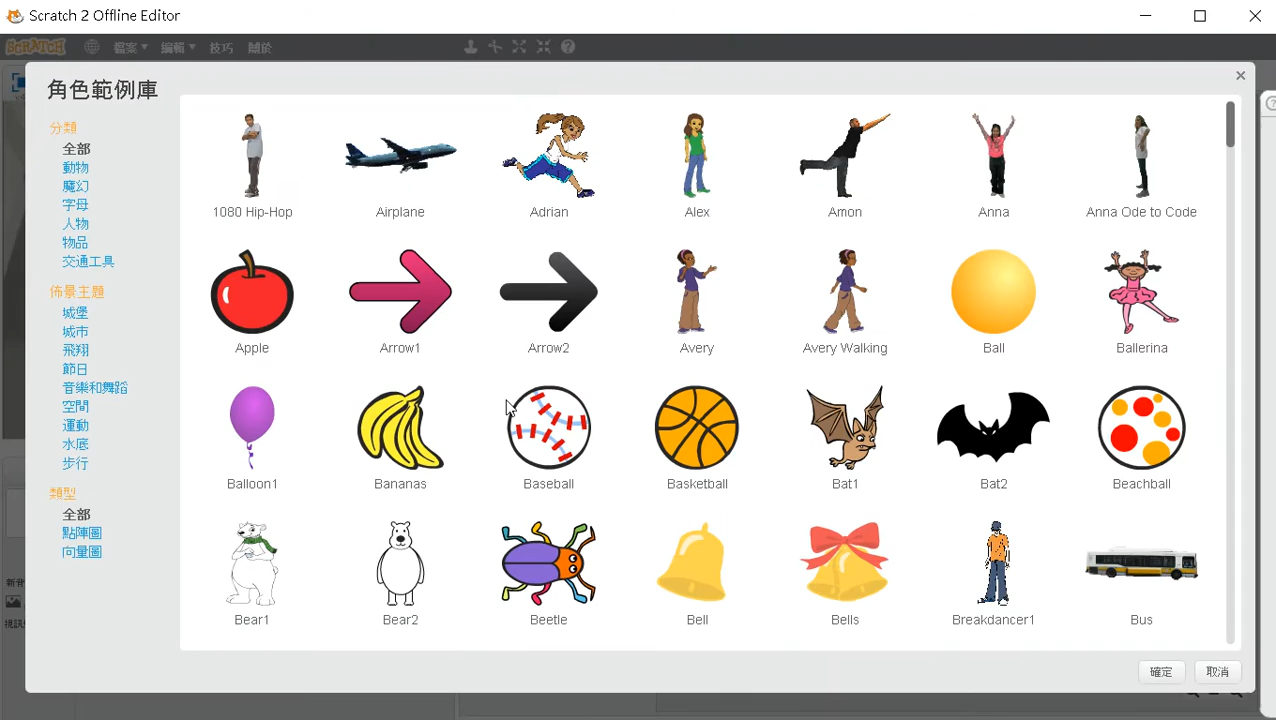 Scratch 2 Offline Editor
SCRATCH 檔案 編輯 技巧 關於
角色範例庫
分類
全部
動物
魔幻
字母
人物
物品
交通工具
佈景主題
城堡
城市
飛翔
節日
音樂和舞蹈
空間
運動
水底
步行
類型
全部
點陣圖
向量圖
1080 Hip-Hop Airplane Adrian Alex Amon Anna Anna Ode to Code
Apple Arrow1 Arrow2 Avery Avery Walking Ball Ballerina
Balloon1 Bananas Baseball Basketball Bat1 Bat2 Beachball
Bear1 Bear2 Beetle Bell Bells Breakdancer1 Bus
確定 取消